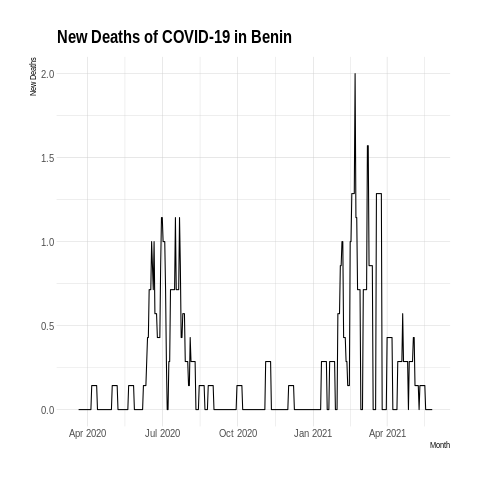 New Deaths of COVID-19 in Benin
New Deaths
2.0
1.5
1.0
0.5
0.0
Apr 2020 Jul 2020 Oct 2020 Jan 2021 Apr 2021
Month